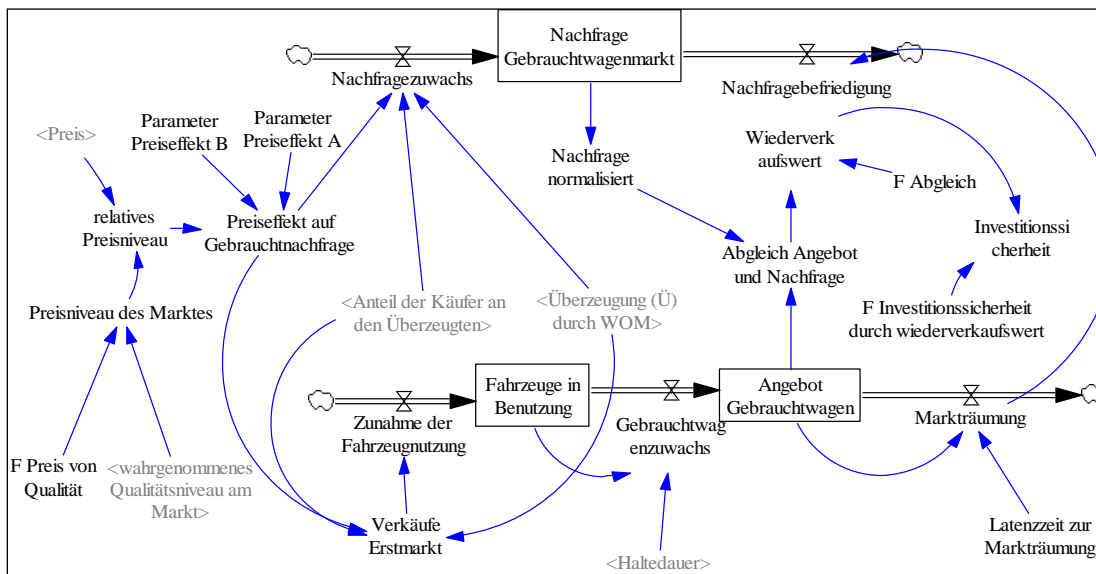 Nachfrage
Gebrauchtwagenmarkt
Nachfragezuwachs
Nachfragebefriedigung
<Preis>
Parameter
Preiseffekt B
Parameter
Preiseffekt A
Nachfrage
normalisiert
Wiederverk
aufswert
F Abgleich
relatives
Preisniveau
Preiseffekt auf
Gebrauchtnachfrage
Abgleich Angebot
und Nachfrage
Investitionssi
cherheit
Preisniveau des Marktes
<Anteil der Käufer an
den Überzeugten>
<Überzeugung (Ü)
durch WOM>
F Investitionssicherheit
durch wiederverkaufswert
Fahrzeuge in
Benutzung
Angebot
Gebrauchtwagen
Zunahme der
Fahrzeugnutzung
Gebrauchtwag
enzuwachs
Markträumung
F Preis von
Qualität
<wahrgenommenes
Qualitätsniveau am
Markt>
Verkäufe
Erstmarkt
<Haltedauer>
Latenzzeit zur
Markträumung